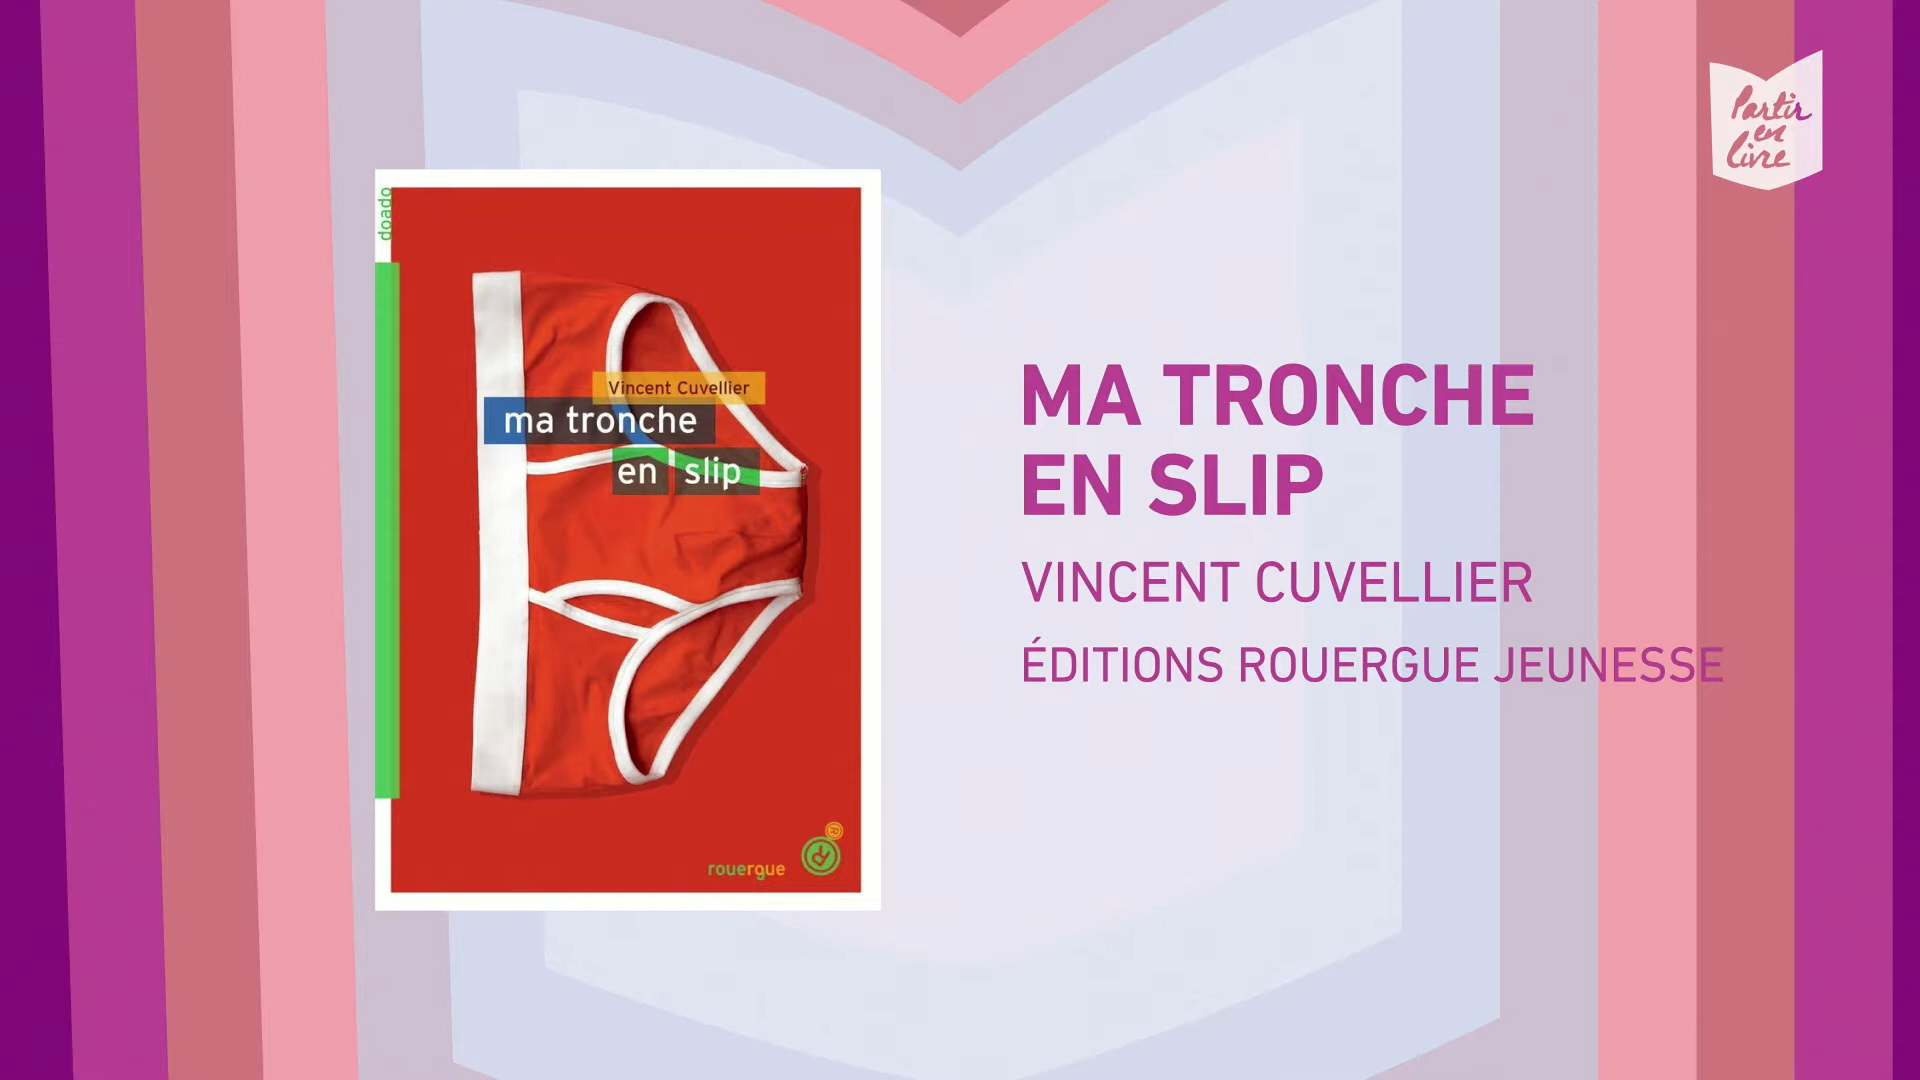 doado
Vincent Cuvellier
ma tronche
en slip
rouergue
MA TRONCHE
EN SLIP
VINCENT CUVELLIER
ÉDITIONS ROUERGUE JEUNESSE
Partir
en
livre